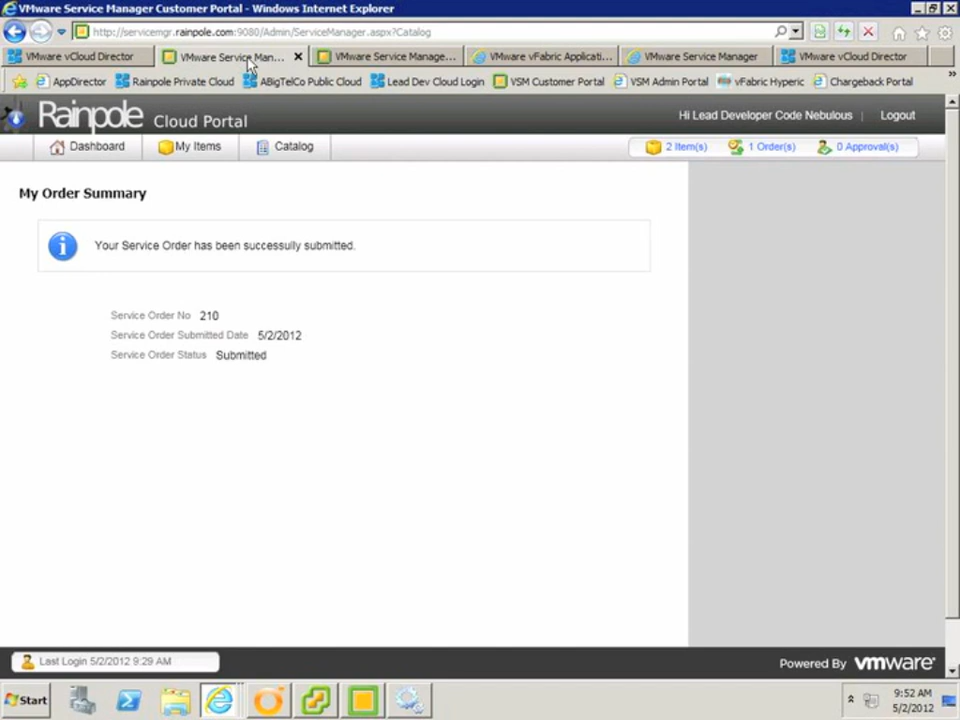 VMware Service Manager Customer Portal - Windows Internet Explorer
http://servicemgr.rainpole.com:9080/Admin/ServiceManager.aspx?Catalog
VMware vCloud Director
VMware Service Man...
VMware Service Manage...
VMware vFabric Applicati...
VMware Service Manager
VMware vCloud Director
AppDirector
Rainpole Private Cloud
ABigTelCo Public Cloud
Lead Dev Cloud Login
VSM Customer Portal
VSM Admin Portal
vFabric Hyperic
Chargeback Portal
Rainpole Cloud Portal
Hi Lead Developer Code Nebulous | Logout
Dashboard
My Items
Catalog
2 Item(s)
1 Order(s)
0 Approval(s)
My Order Summary
Your Service Order has been successully submitted.
Service Order No 210
Service Order Submitted Date 5/2/2012
Service Order Status Submitted
Last Login 5/2/2012 9:29 AM
Powered By vmware
Start
9:52 AM
5/2/2012